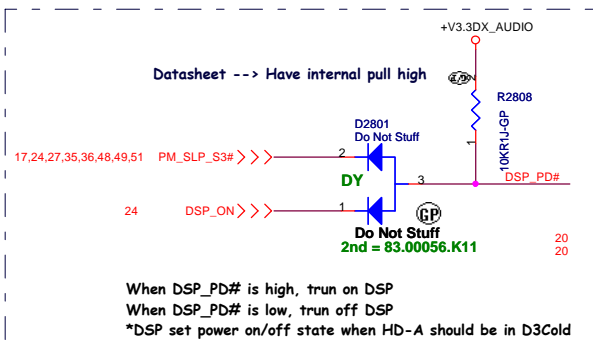 +V3.3DX_AUDIO
Datasheet --> Have internal pull high
2
R2808
10KR1J-GP
1
D2801
Do Not Stuff
17,24,27,35,36,48,49,51 PM_SLP_S3# 2
DY
3
DSP_PD#
24 DSP_ON 1
GP
Do Not Stuff
2nd = 83.00056.K11
20
20
When DSP_PD# is high, trun on DSP
When DSP_PD# is low, trun off DSP
*DSP set power on/off state when HD-A should be in D3Cold